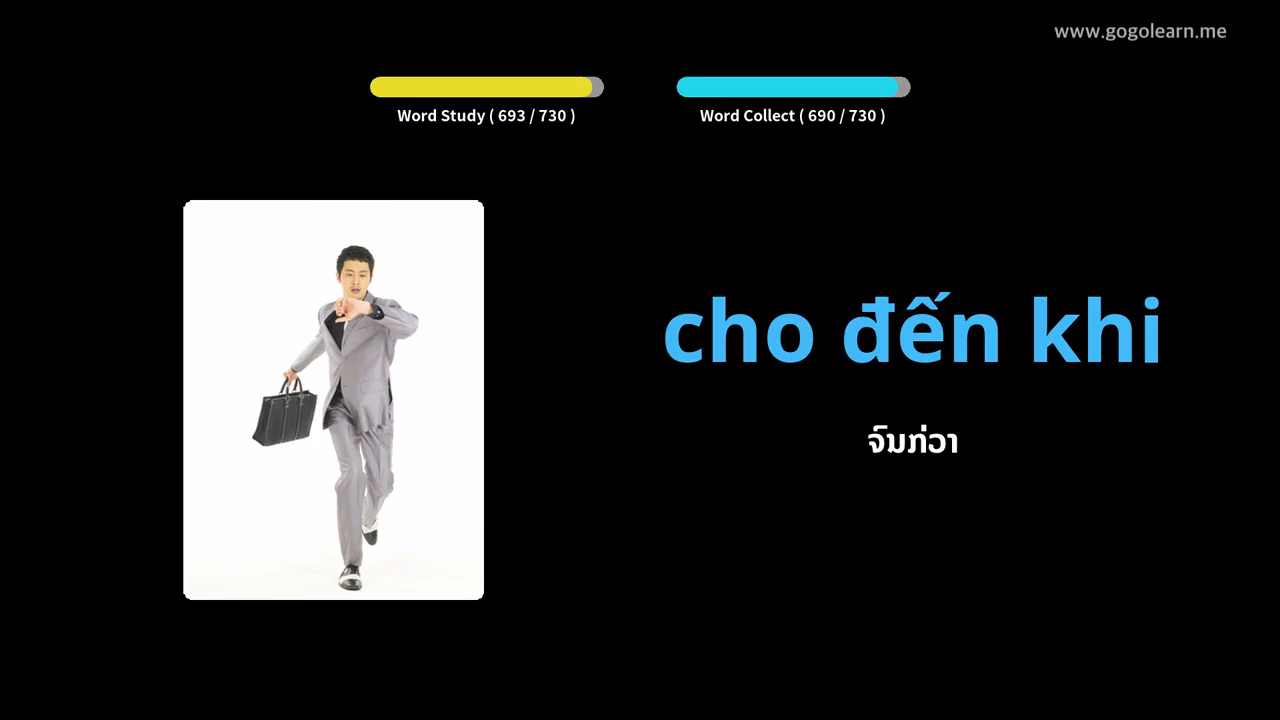 www.gogolearn.me
Word Study ( 693 / 730 )
Word Collect ( 690 / 730 )
cho đến khi
ຈົນກ່ວາ